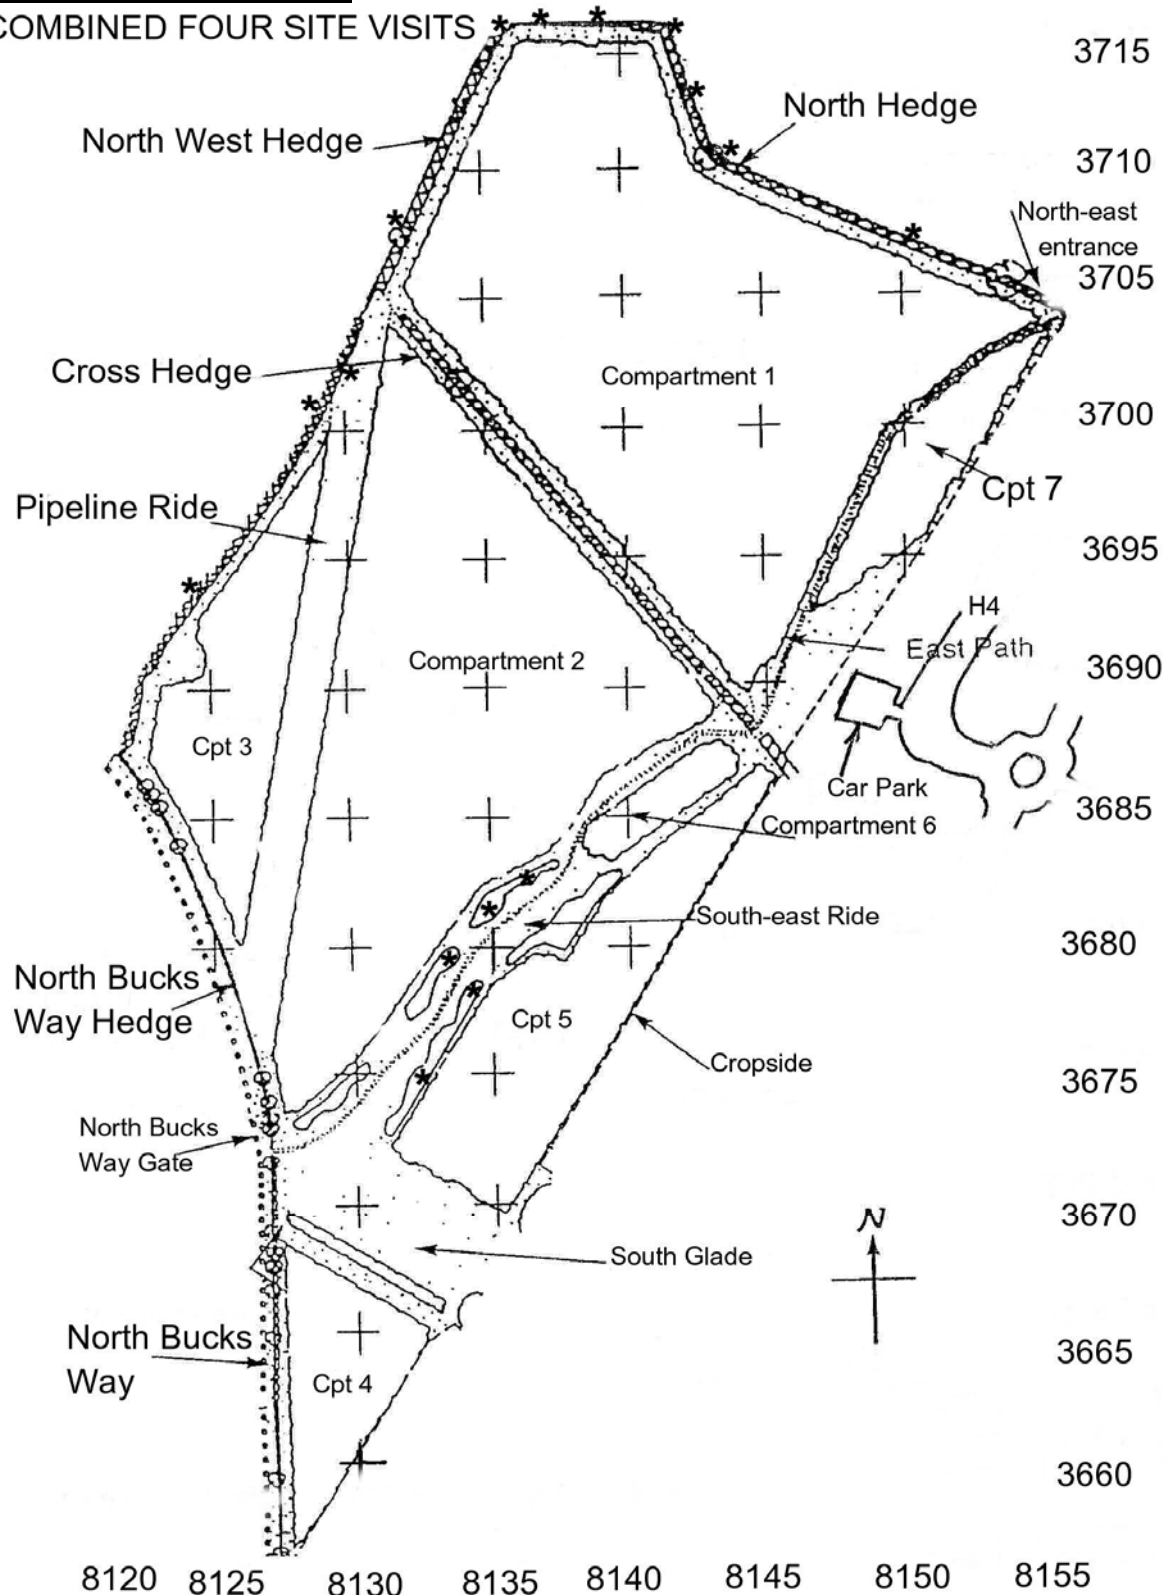 COMBINED FOUR SITE VISITS
3715
North Hedge
North West Hedge
3710
North-east
entrance
3705
Cross Hedge
Compartment 1
3700
Cpt 7
Pipeline Ride
3695
H4
East Path
Compartment 2
3690
Cpt 3
Car Park
3685
Compartment 6
South-east Ride
3680
North Bucks
Way Hedge
Cpt 5
Cropside
3675
North Bucks
Way Gate
3670
N
South Glade
North Bucks
Way
3665
Cpt 4
3660
8120 8125 8130 8135 8140 8145 8150 8155